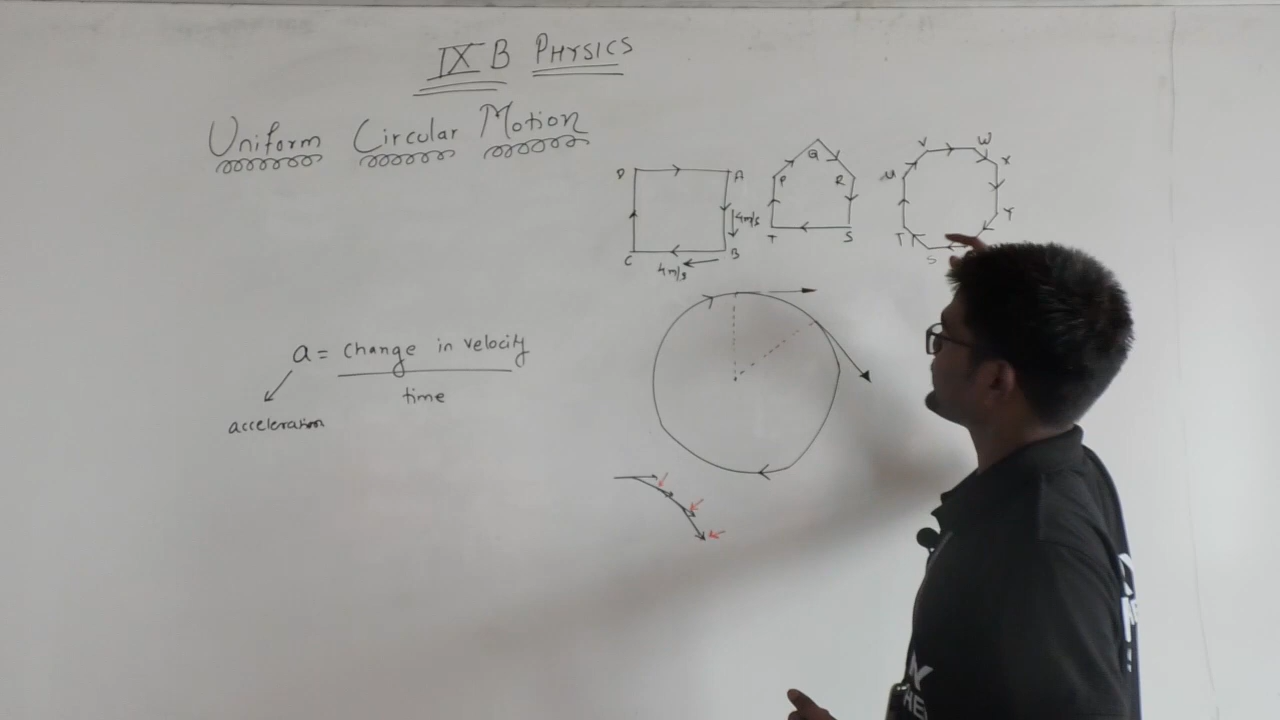 IX B PHYSICS
Uniform Circular Motion
D A
4m/s
C B
4m/s
P Q R
T S
U V W X
T Y
S
a = change in velocity
time
acceleration